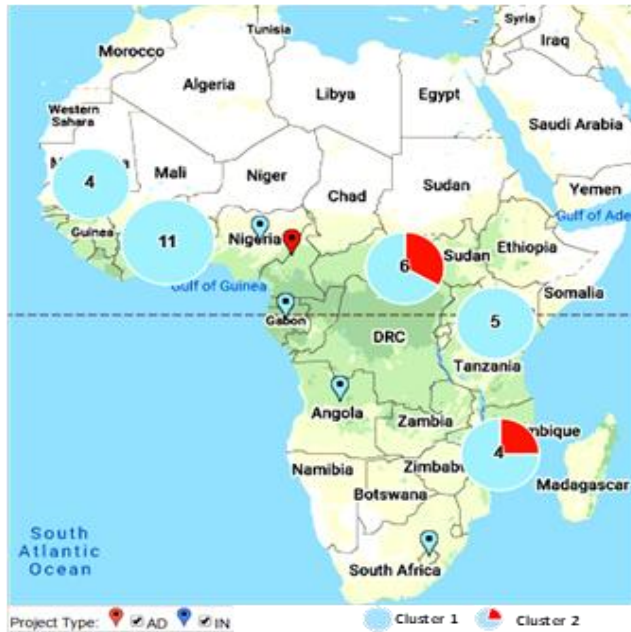 Tunisia
Syria
Morocco
Iraq
Algeria
Libya
Egypt
Western
Sahara
Saudi Arabia
4
Mali
Niger
Chad
Sudan
Yemen
Gulf of Ade
Guinea
11
Nigeria
6
Sudan
Ethiopia
Gulf of Guinea
Somalia
Gabon
5
DRC
Tanzania
Angola
Zambia
4
mbique
Namibia
Zimbab
Madagascar
Botswana
South
Atlantic
Ocean
South Africa
Project Type: AD IN Cluster 1 Cluster 2